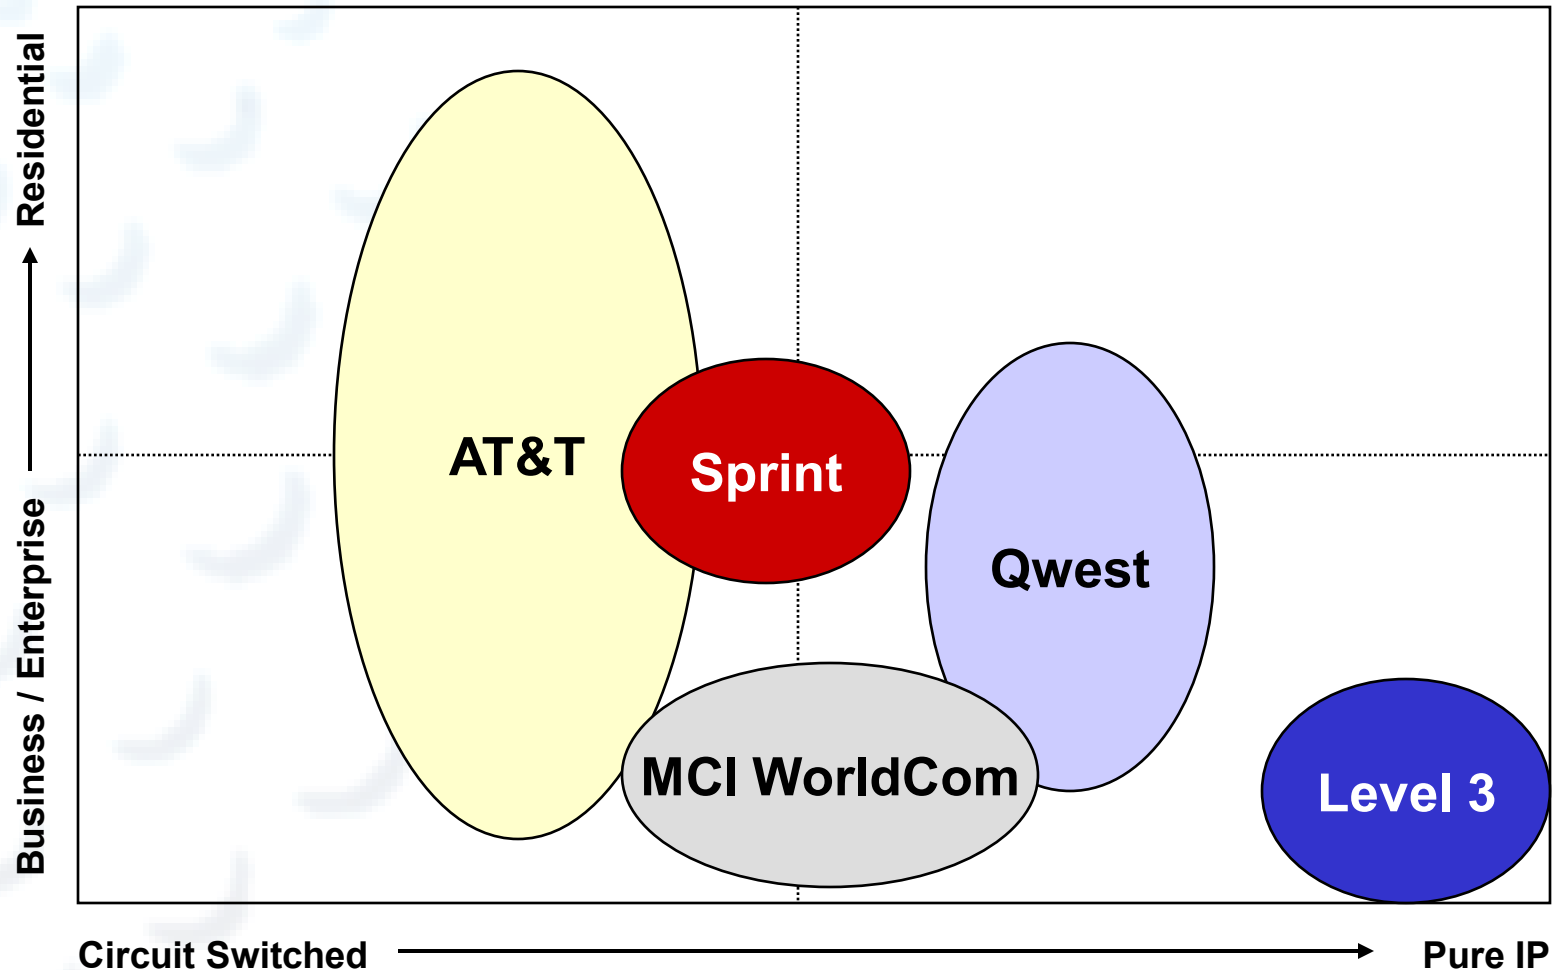 Residential
Business / Enterprise
AT&T
Sprint
Qwest
MCI WorldCom
Level 3
Circuit Switched
Pure IP